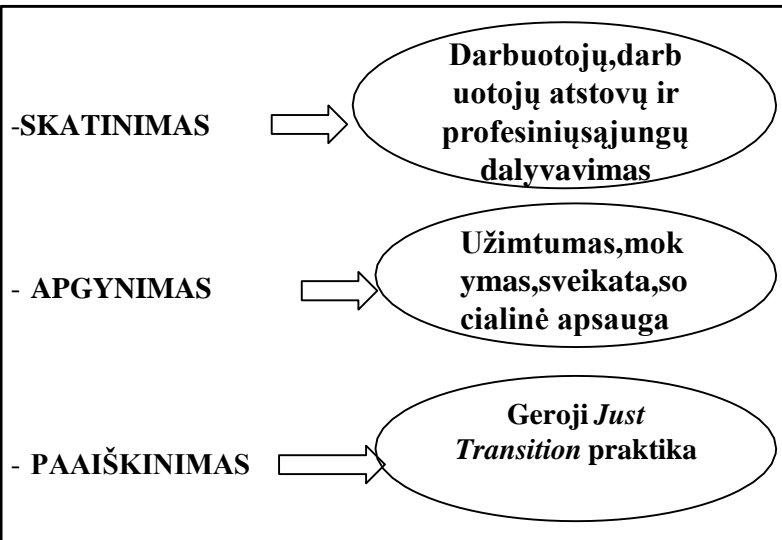 -SKATINIMAS
Darbuotojų,darb
uotojų atstovų ir
profesiniųsąjungų
dalyvavimas
- APGYNIMAS
Užimtumas,mok
ymas,sveikata,so
cialinė apsauga
- PAAIŠKINIMAS
Geroji Just
Transition praktika